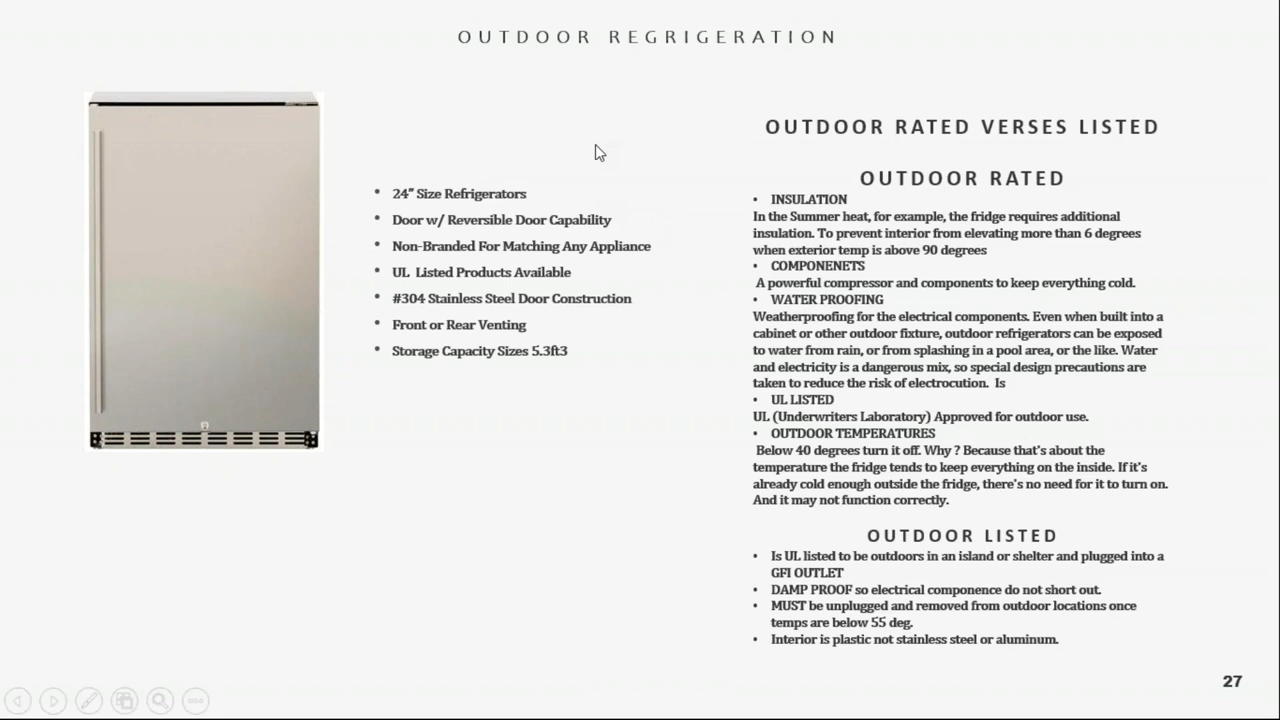 OUTDOOR REGRIGERATION
• 24” Size Refrigerators
• Door w/ Reversible Door Capability
• Non-Branded For Matching Any Appliance
• UL Listed Products Available
• #304 Stainless Steel Door Construction
• Front or Rear Venting
• Storage Capacity Sizes 5.3ft3
OUTDOOR RATED VERSES LISTED
OUTDOOR RATED
• INSULATION
In the Summer heat, for example, the fridge requires additional
insulation. To prevent interior from elevating more than 6 degrees
when exterior temp is above 90 degrees
• COMPONENETS
A powerful compressor and components to keep everything cold.
• WATER PROOFING
Weatherproofing for the electrical components. Even when built into a
cabinet or other outdoor fixture, outdoor refrigerators can be exposed
to water from rain, or from splashing in a pool area, or the like. Water
and electricity is a dangerous mix, so special design precautions are
taken to reduce the risk of electrocution. Is
• UL LISTED
UL (Underwriters Laboratory) Approved for outdoor use.
• OUTDOOR TEMPERATURES
Below 40 degrees turn it off. Why ? Because that's about the
temperature the fridge tends to keep everything on the inside. If it's
already cold enough outside the fridge, there's no need for it to turn on.
And it may not function correctly.
OUTDOOR LISTED
• Is UL listed to be outdoors in an island or shelter and plugged into a
GFI OUTLET
• DAMP PROOF so electrical componence do not short out.
• MUST be unplugged and removed from outdoor locations once
temps are below 55 deg.
• Interior is plastic not stainless steel or aluminum.
27